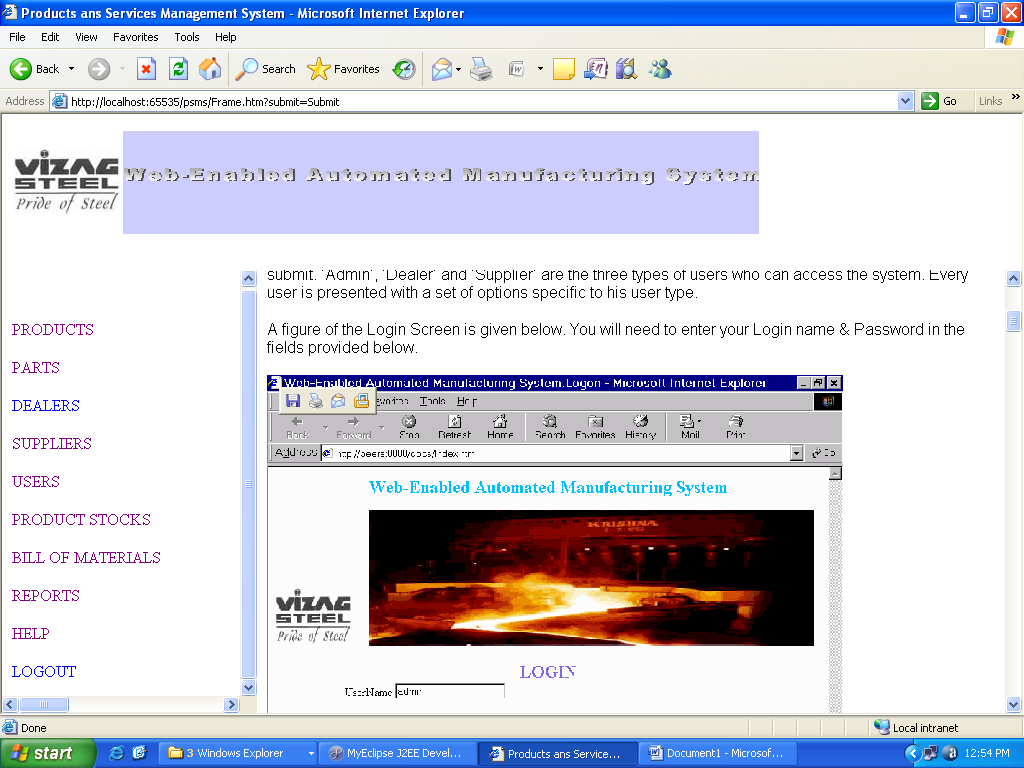 Products ans Services Management System - Microsoft Internet Explorer
File Edit View Favorites Tools Help
Back Search Favorites
Address http://localhost:65535/psms/Frame.htm?submit=Submit Go Links »
VIZAG
STEEL
Pride of Steel
Web-Enabled Automated Manufacturing System
submit. 'Admin', 'Dealer' and 'Supplier' are the three types of users who can access the system. Every
user is presented with a set of options specific to his user type.
A figure of the Login Screen is given below. You will need to enter your Login name & Password in the
fields provided below.
PRODUCTS
PARTS
DEALERS
SUPPLIERS
USERS
PRODUCT STOCKS
BILL OF MATERIALS
REPORTS
HELP
LOGOUT
Web-Enabled Automated Manufacturing System.Logon - Microsoft Internet Explorer
Tools Help
Back Forward Stop Refresh Home Search Favorites History Mail Print
Address
Web-Enabled Automated Manufacturing System
KRISHNA
VIZAG
STEEL
Pride of Steel
LOGIN
UserName admin
Done Local intranet
start 3 Windows Explorer MyEclipse J2EE Devel... Products ans Service... Document1 - Microsof... 12:54 PM